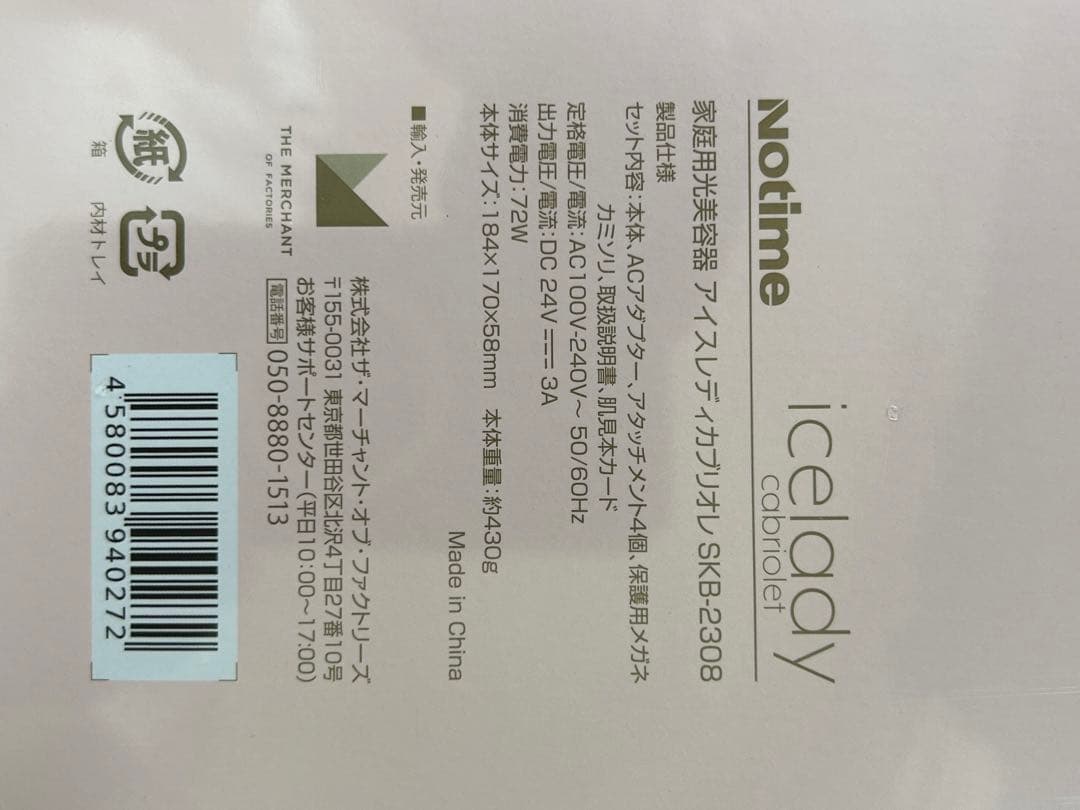 Notime
icelady
cabriolet
家庭用光美容器 アイスレディカブリオレ SKB-2308
製品仕様
セット内容：本体、ACアダプター、アタッチメント4個、保護用メガネ
カミソリ、取扱説明書、肌見本カード
定格電圧/電流：AC100V-240V～ 50/60Hz
出力電圧/電流：DC 24V ⎓ 3A
消費電力：72W
本体サイズ：184×170×58mm 本体重量：約430g
Made in China
■輸入・発売元
THE MERCHANT
OF FACTORIES
株式会社ザ・マーチャント・オブ・ファクトリーズ
〒155-0031 東京都世田谷区北沢4丁目27番10号
お客様サポートセンター（平日10:00～17:00）
電話番号 050-8880-1513
紙
箱
プラ
内材トレイ
4 580083 940272